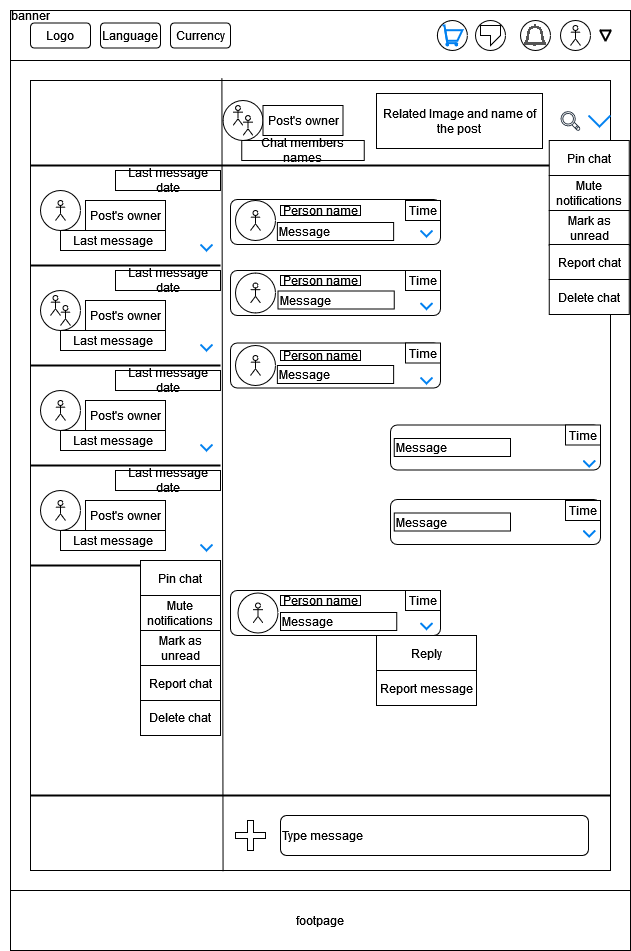 banner
Logo
Language
Currency
Post's owner
Related Image and name of
the post
Chat members
names
Pin chat
Mute
notifications
Mark as
unread
Report chat
Delete chat
Last message
date
Post's owner
Last message
Last message
date
Post's owner
Last message
Last message
date
Post's owner
Last message
Last message
date
Post's owner
Last message
Pin chat
Mute
notifications
Mark as
unread
Report chat
Delete chat
Person name
Time
Message
Person name
Time
Message
Person name
Time
Message
Time
Message
Time
Message
Person name
Time
Message
Reply
Report message
Type message
footpage